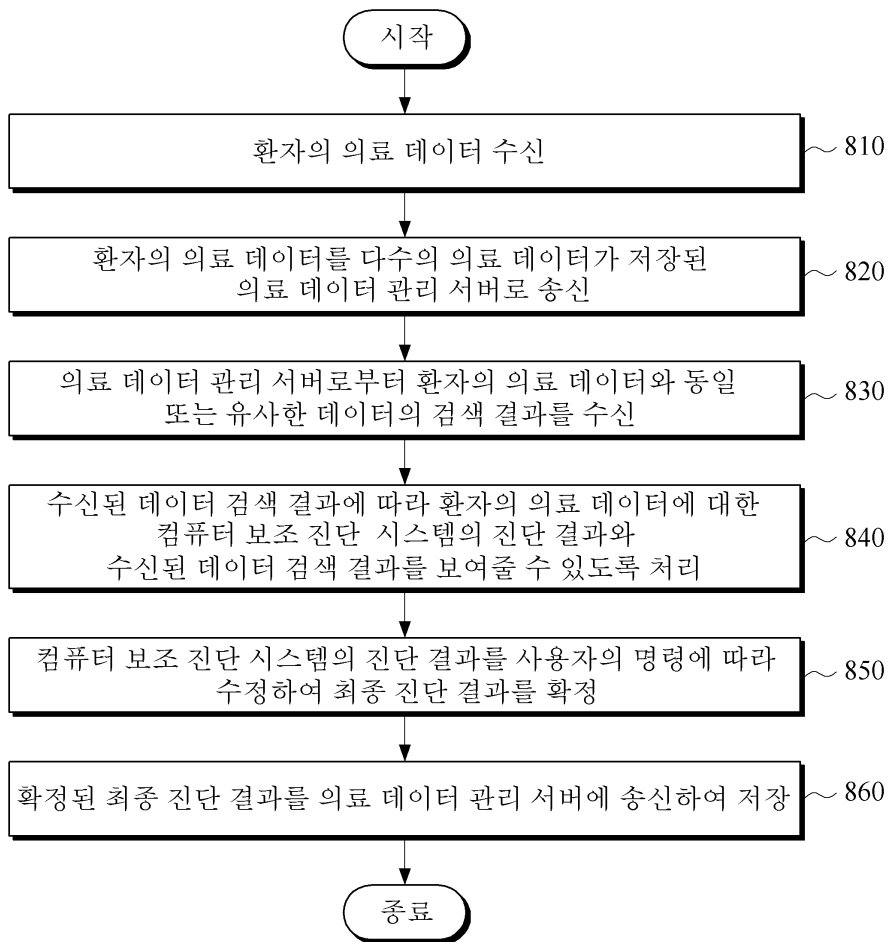 시작
환자의 의료 데이터 수신
810
환자의 의료 데이터를 다수의 의료 데이터가 저장된
의료 데이터 관리 서버로 송신
820
의료 데이터 관리 서버로부터 환자의 의료 데이터와 동일
또는 유사한 데이터의 검색 결과를 수신
830
수신된 데이터 검색 결과에 따라 환자의 의료 데이터에 대한
컴퓨터 보조 진단 시스템의 진단 결과와
수신된 데이터 검색 결과를 보여줄 수 있도록 처리
840
컴퓨터 보조 진단 시스템의 진단 결과를 사용자의 명령에 따라
수정하여 최종 진단 결과를 확정
850
확정된 최종 진단 결과를 의료 데이터 관리 서버에 송신하여 저장
860
종료